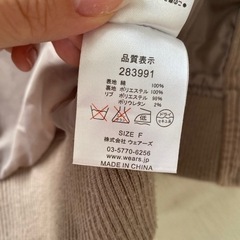 品質表示
283991
表地 綿 100%
裏地 ポリエステル 100%
リブ ポリエステル 98%
ポリウレタン 2%
SIZE F
株式会社 ウェアーズ
03-5770-6256
www.wears.jp
MADE IN CHINA